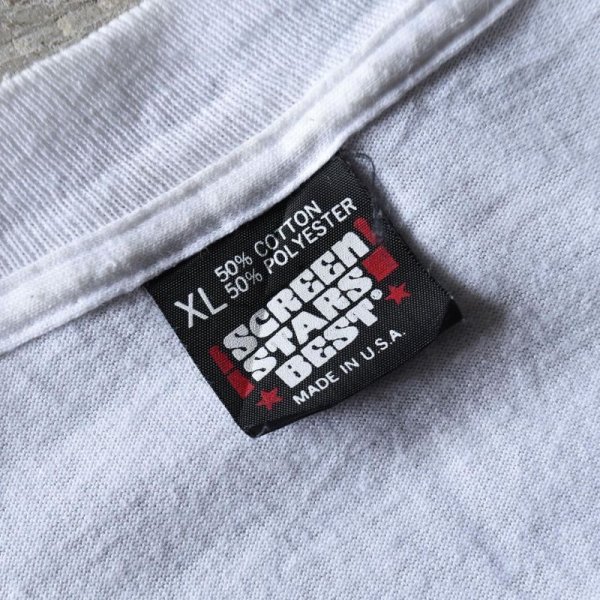 XL 50% COTTON
50% POLYESTER
SCREEN
STARS
BEST®
MADE IN U.S.A.